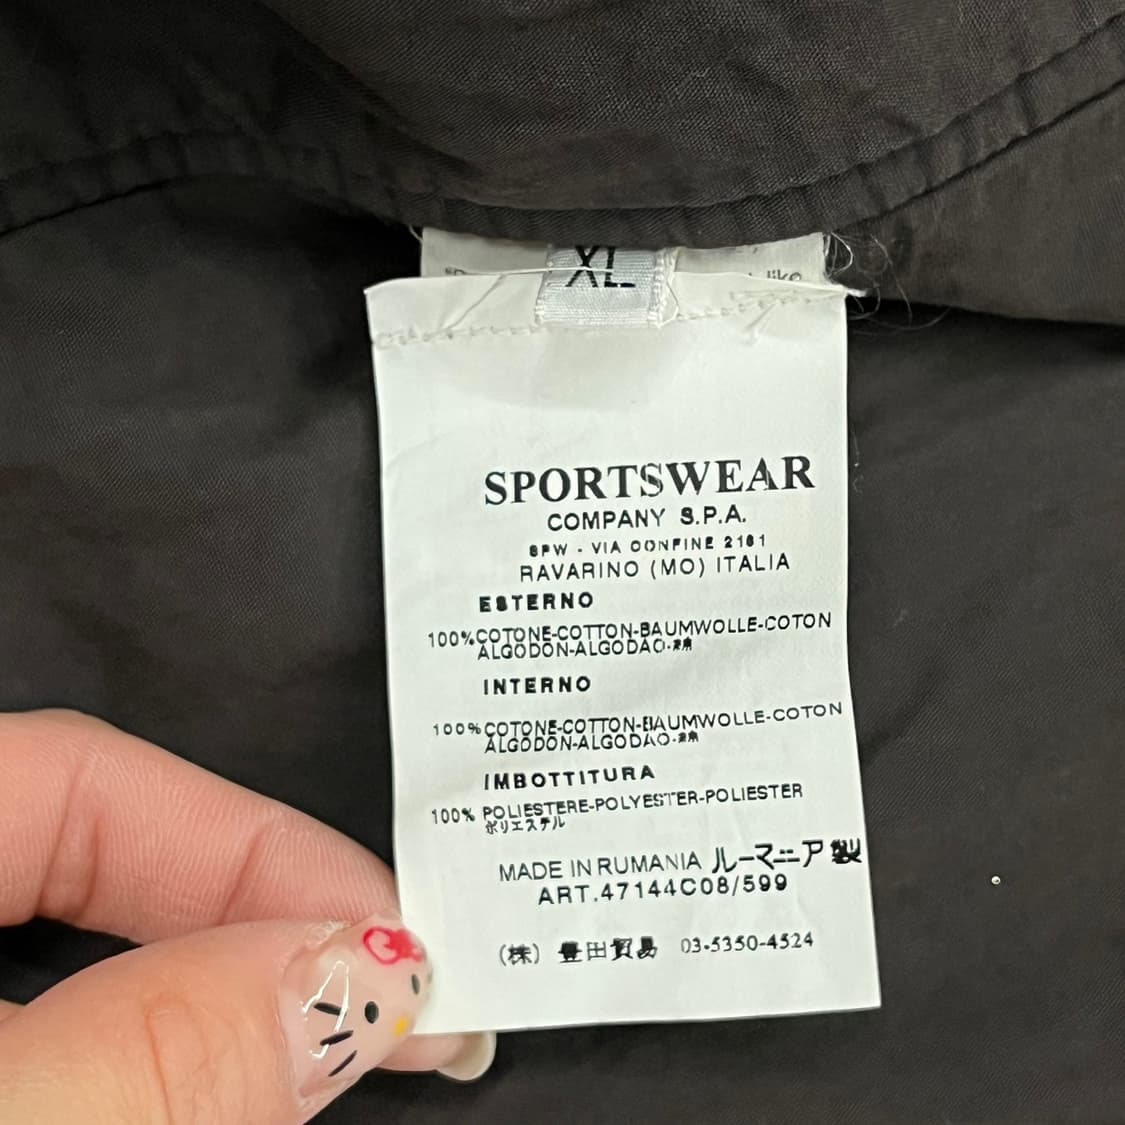 XL
like
SPORTSWEAR
COMPANY S.P.A.
SPW - VIA CONFINE 2161
RAVARINO (MO) ITALIA
ESTERNO
100% COTONE-COTTON-BAUMWOLLE-COTON
ALGODON-ALGODAO-綿
INTERNO
100% COTONE-COTTON-BAUMWOLLE-COTON
ALGODON-ALGODAO-綿
IMBOTTITURA
100% POLIESTERE-POLYESTER-POLIESTER
ポリエステル
MADE IN RUMANIA ルーマニア製
ART.47144C08/599
(株) 豊田貿易 03-5350-4524